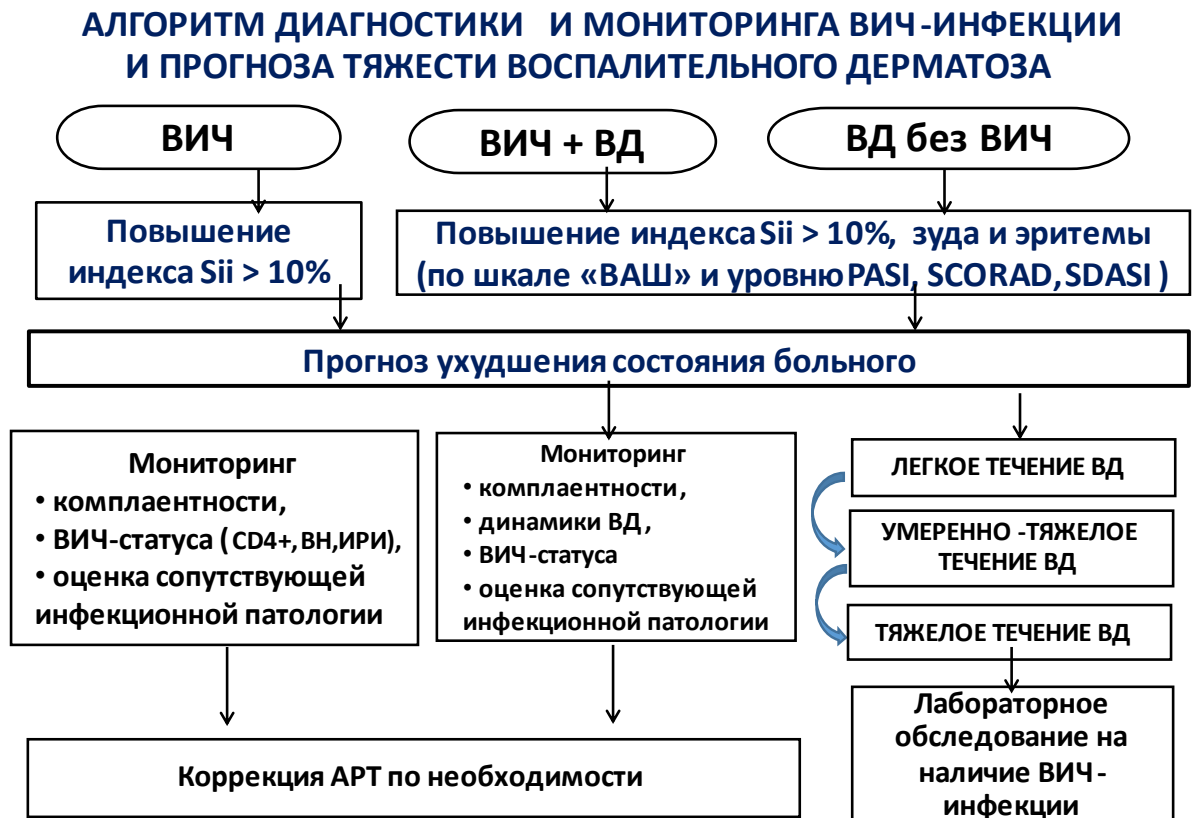 АЛГОРИТМ ДИАГНОСТИКИ И МОНИТОРИНГА ВИЧ-ИНФЕКЦИИ
И ПРОГНОЗА ТЯЖЕСТИ ВОСПАЛИТЕЛЬНОГО ДЕРМАТОЗА
ВИЧ
ВИЧ + ВД
ВД без ВИЧ
Повышение
индекса Sii > 10%
Повышение индекса Sii > 10%, зуда и эритемы
(по шкале «ВАШ» и уровню PASI, SCORAD, SDASI )
Прогноз ухудшения состояния больного
Мониторинг
• комплаентности,
• ВИЧ-статуса ( CD4+, ВН,ИРИ),
• оценка сопутствующей
инфекционной патологии
Мониторинг
• комплаентности,
• динамики ВД,
• ВИЧ-статуса
• оценка сопутствующей
инфекционной патологии
ЛЕГКОЕ ТЕЧЕНИЕ ВД
УМЕРЕННО -ТЯЖЕЛОЕ
ТЕЧЕНИЕ ВД
ТЯЖЕЛОЕ ТЕЧЕНИЕ ВД
Коррекция АРТ по необходимости
Лабораторное
обследование на
наличие ВИЧ -
инфекции